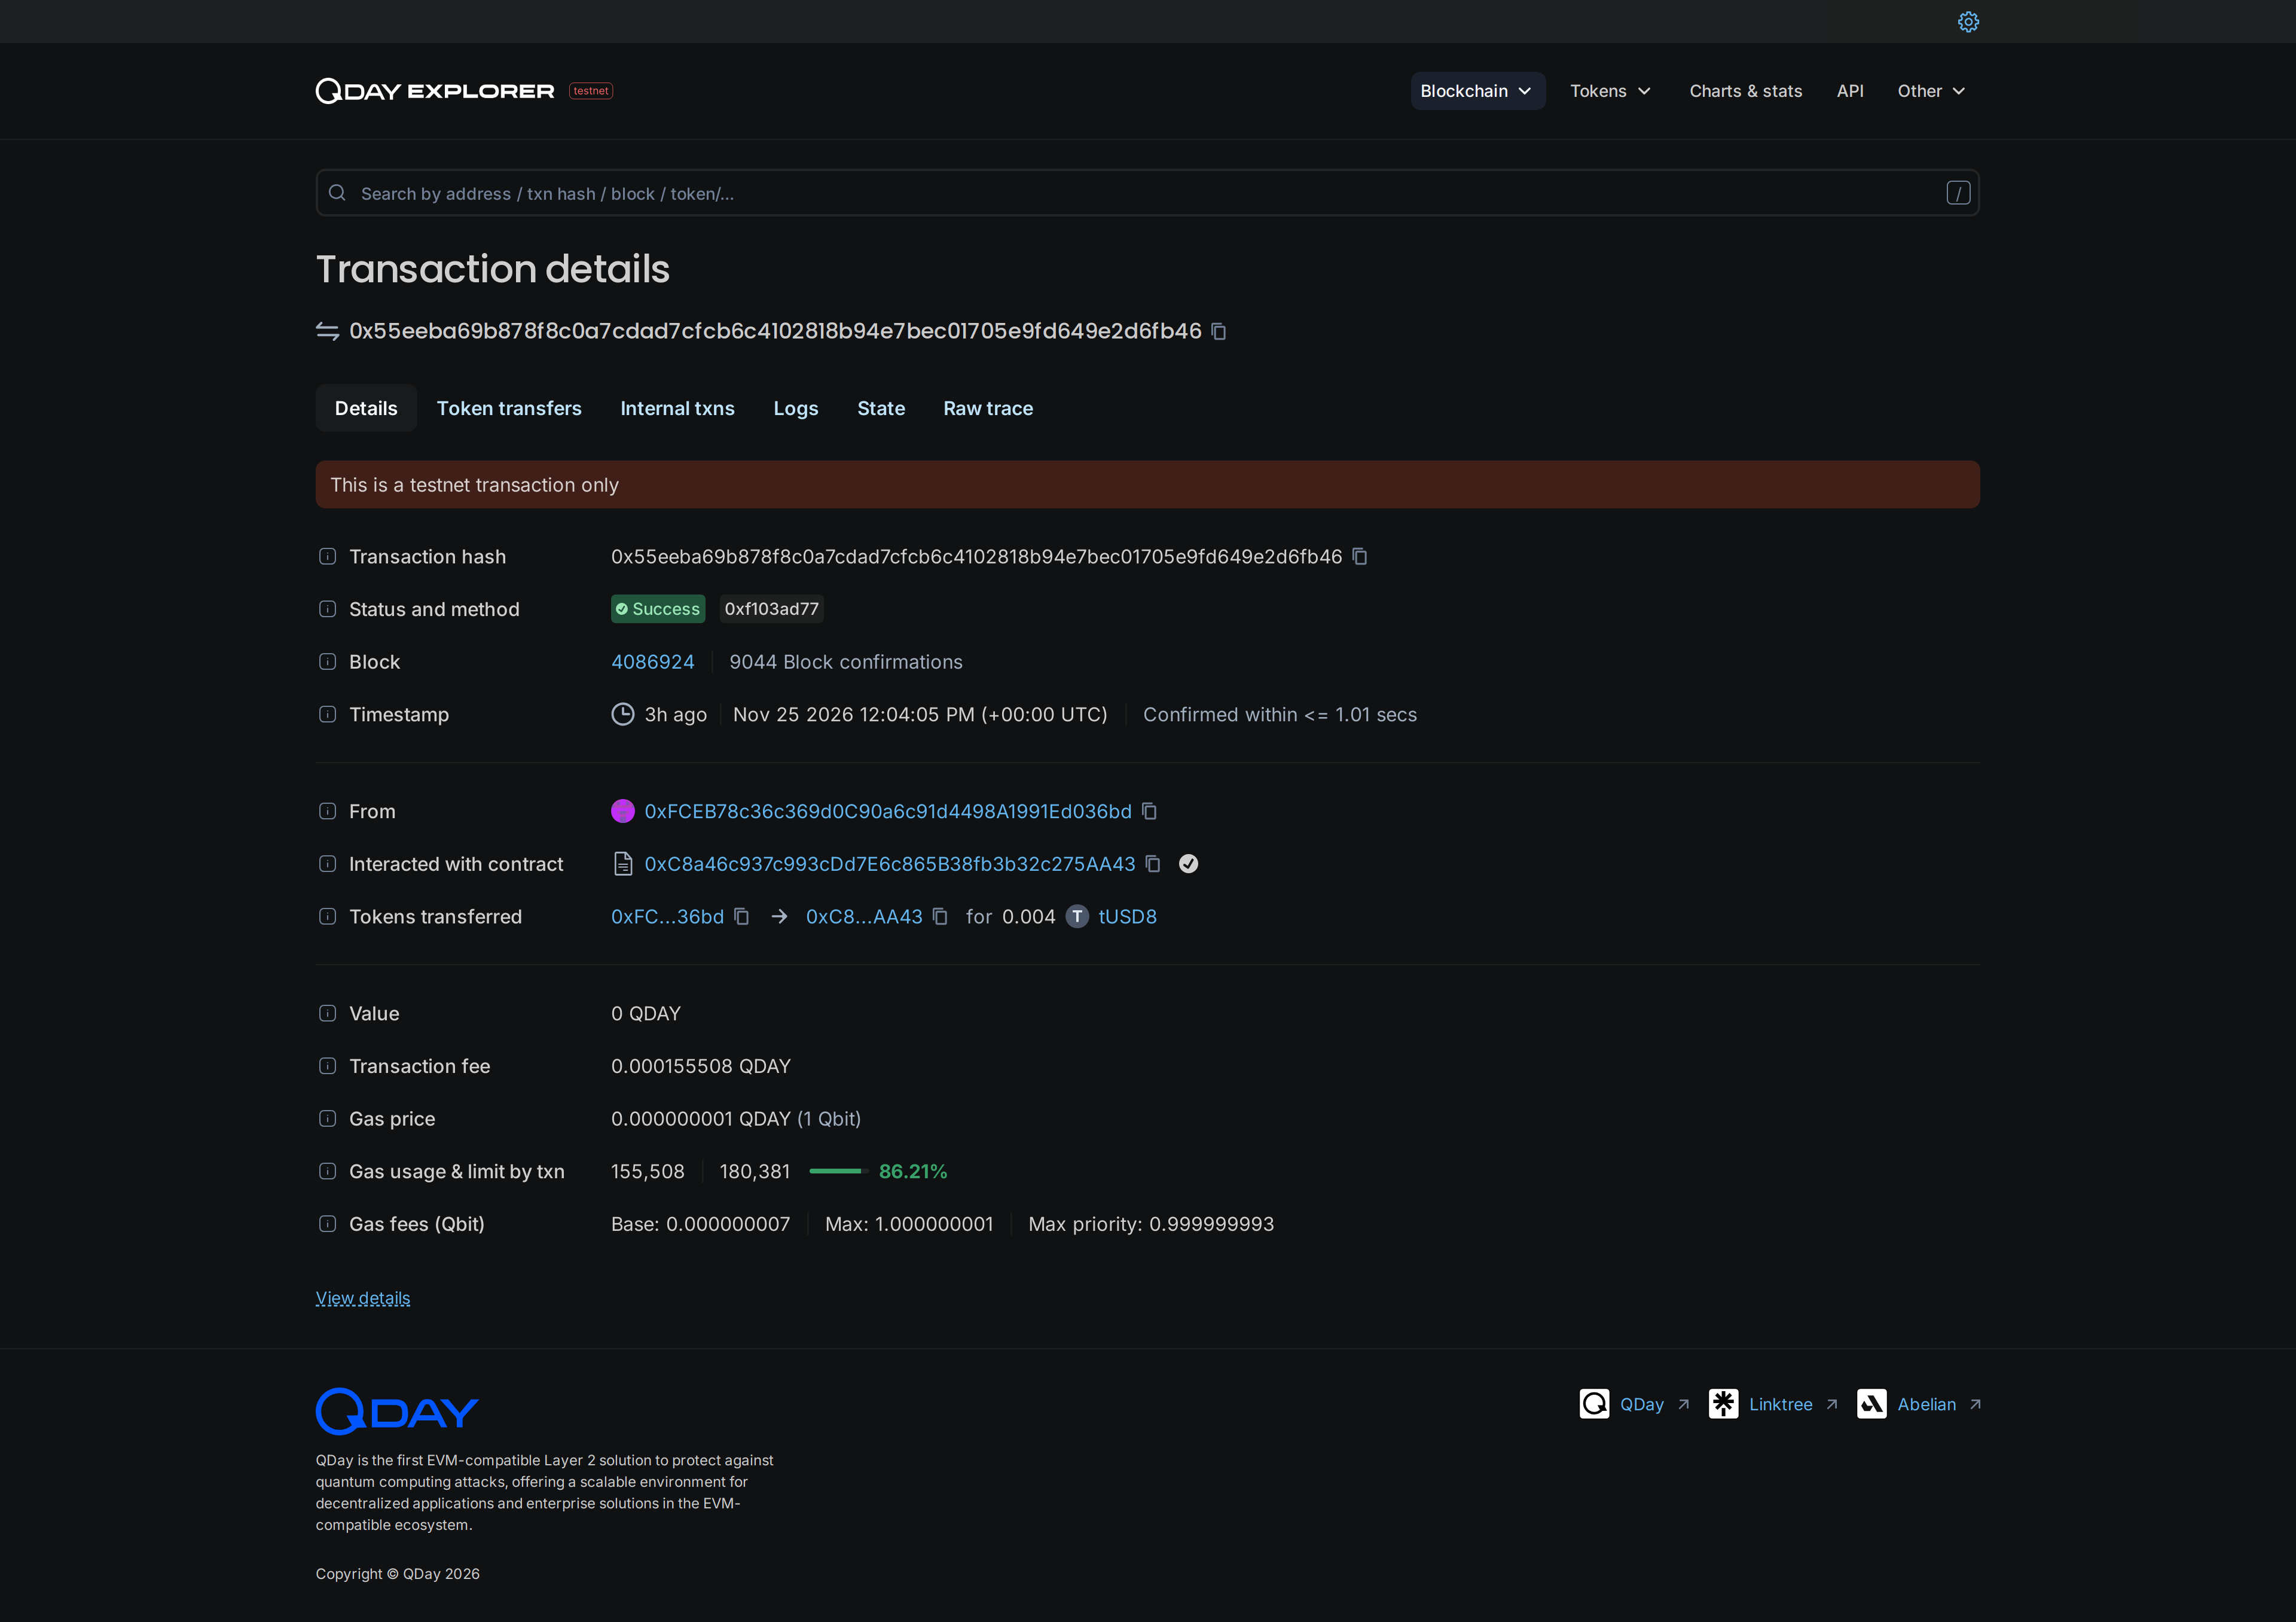 QDAY EXPLORER testnet
Blockchain Tokens Charts & stats API Other
Search by address / txn hash / block / token/... /
Transaction details
0x55eeba69b878f8c0a7cdad7cfcb6c4102818b94e7bec01705e9fd649e2d6fb46
Details Token transfers Internal txns Logs State Raw trace
This is a testnet transaction only
Transaction hash 0x55eeba69b878f8c0a7cdad7cfcb6c4102818b94e7bec01705e9fd649e2d6fb46
Status and method Success 0xf103ad77
Block 4086924 9044 Block confirmations
Timestamp 3h ago Nov 25 2026 12:04:05 PM (+00:00 UTC) Confirmed within <= 1.01 secs
From 0xFCEB78c36c369d0C90a6c91d4498A1991Ed036bd
Interacted with contract 0xC8a46c937c993cDd7E6c865B38fb3b32c275AA43
Tokens transferred 0xFC...36bd → 0xC8...AA43 for 0.004 T tUSD8
Value 0 QDAY
Transaction fee 0.000155508 QDAY
Gas price 0.000000001 QDAY (1 Qbit)
Gas usage & limit by txn 155,508 180,381 86.21%
Gas fees (Qbit) Base: 0.000000007 Max: 1.000000001 Max priority: 0.999999993
View details
QDAY
QDay Linktree Abelian
QDay is the first EVM-compatible Layer 2 solution to protect against
quantum computing attacks, offering a scalable environment for
decentralized applications and enterprise solutions in the EVM-
compatible ecosystem.
Copyright © QDay 2026